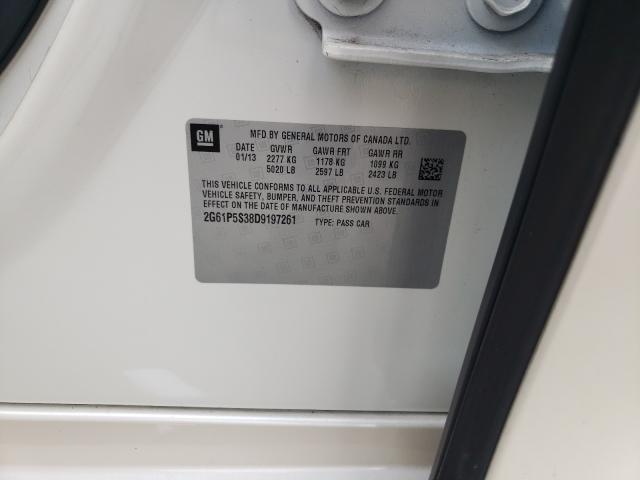 GM
MFD BY GENERAL MOTORS OF CANADA LTD.
DATE GVWR GAWR FRT GAWR RR
01/13 2277 KG 1178 KG 1099 KG
5020 LB 2597 LB 2423 LB
THIS VEHICLE CONFORMS TO ALL APPLICABLE U.S. FEDERAL MOTOR
VEHICLE SAFETY, BUMPER, AND THEFT PREVENTION STANDARDS
IN EFFECT ON THE DATE OF MANUFACTURE SHOWN ABOVE.
2G61P5S38D9197261 TYPE: PASS CAR